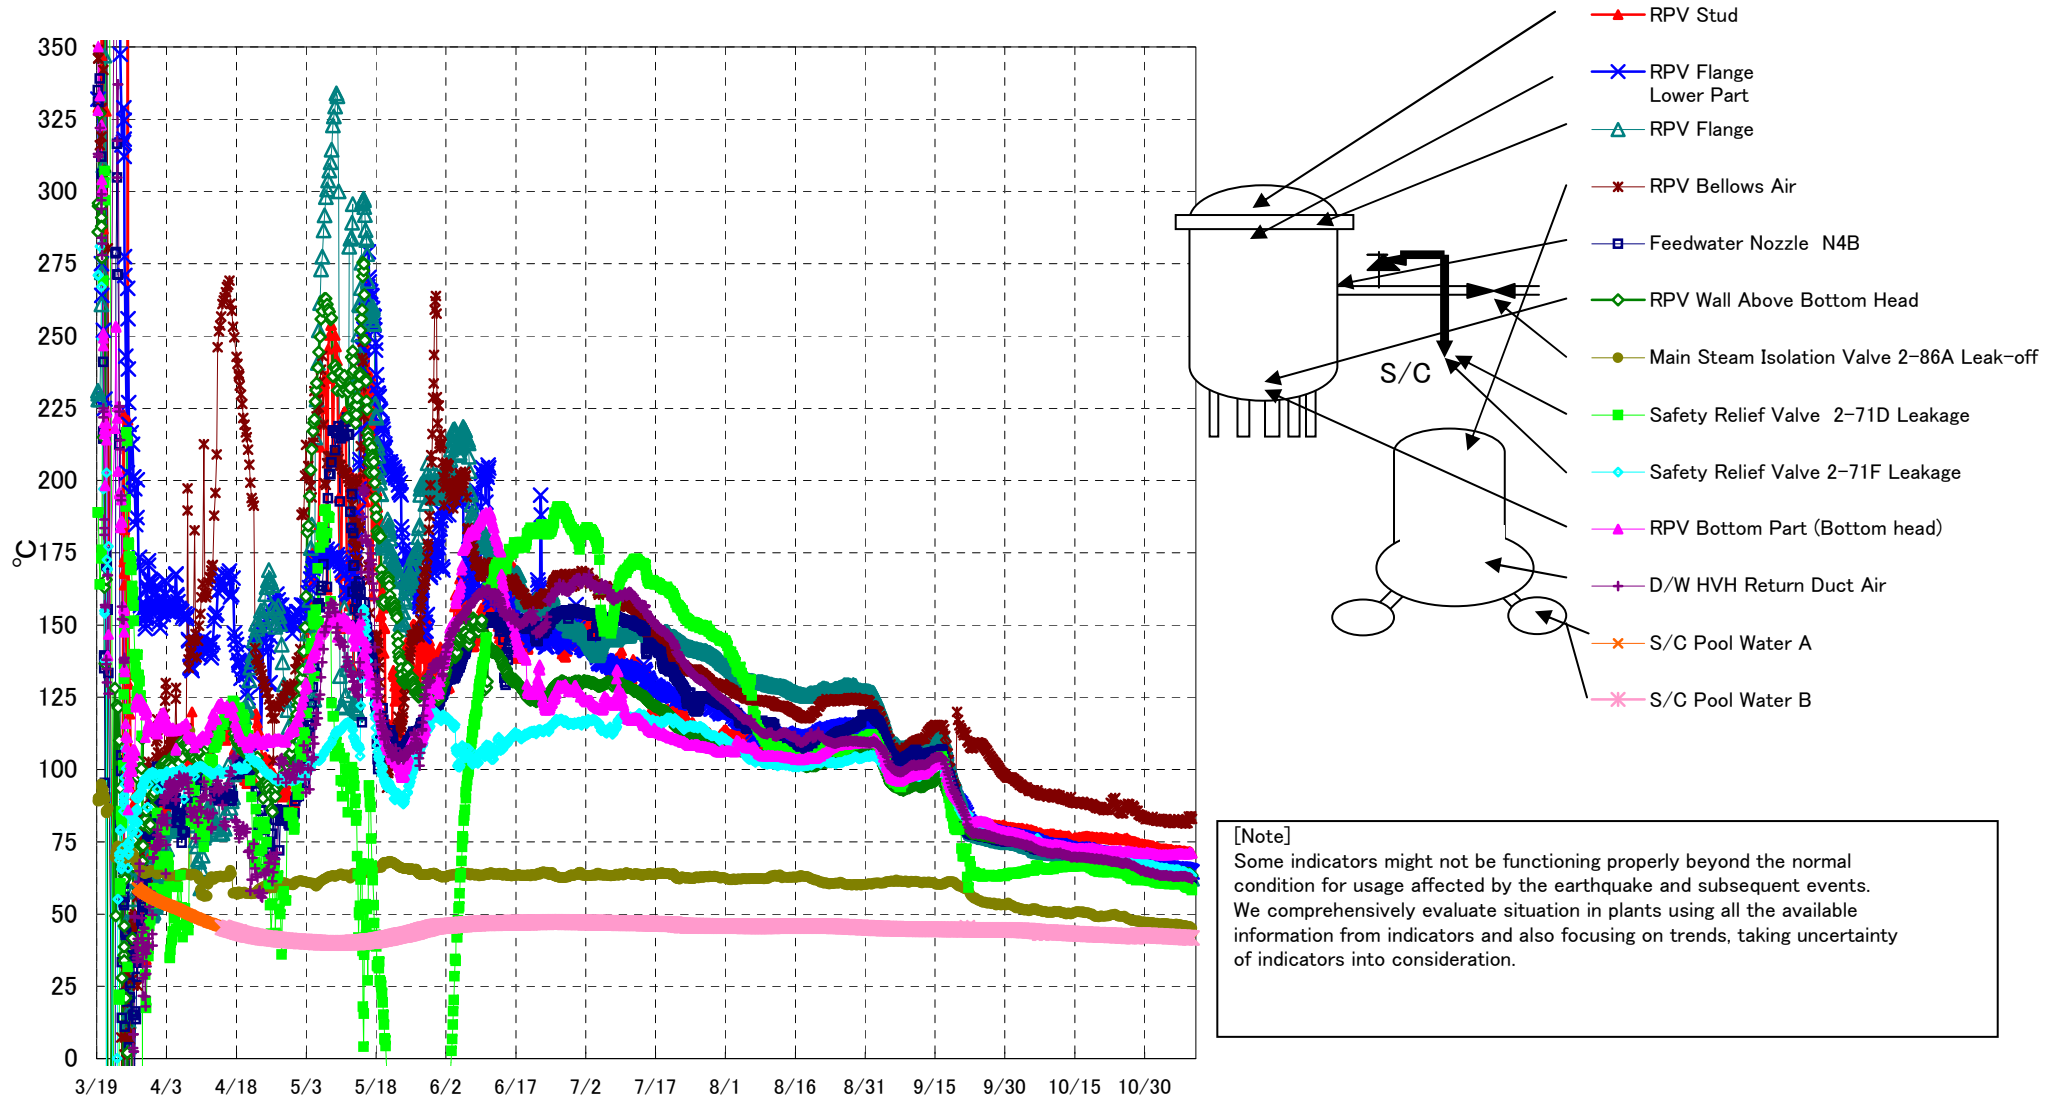 350
325
300
275
250
225
200
175
150
125
100
75
50
25
0
℃
3/19 4/3 4/18 5/3 5/18 6/2 6/17 7/2 7/17 8/1 8/16 8/31 9/15 9/30 10/15 10/30
RPV Stud
RPV Flange
Lower Part
RPV Flange
RPV Bellows Air
Feedwater Nozzle N4B
RPV Wall Above Bottom Head
Main Steam Isolation Valve 2-86A Leak-off
Safety Relief Valve 2-71D Leakage
Safety Relief Valve 2-71F Leakage
RPV Bottom Part (Bottom head)
D/W HVH Return Duct Air
S/C Pool Water A
S/C Pool Water B
S/C
[Note]
Some indicators might not be functioning properly beyond the normal
condition for usage affected by the earthquake and subsequent events.
We comprehensively evaluate situation in plants using all the available
information from indicators and also focusing on trends, taking uncertainty
of indicators into consideration.